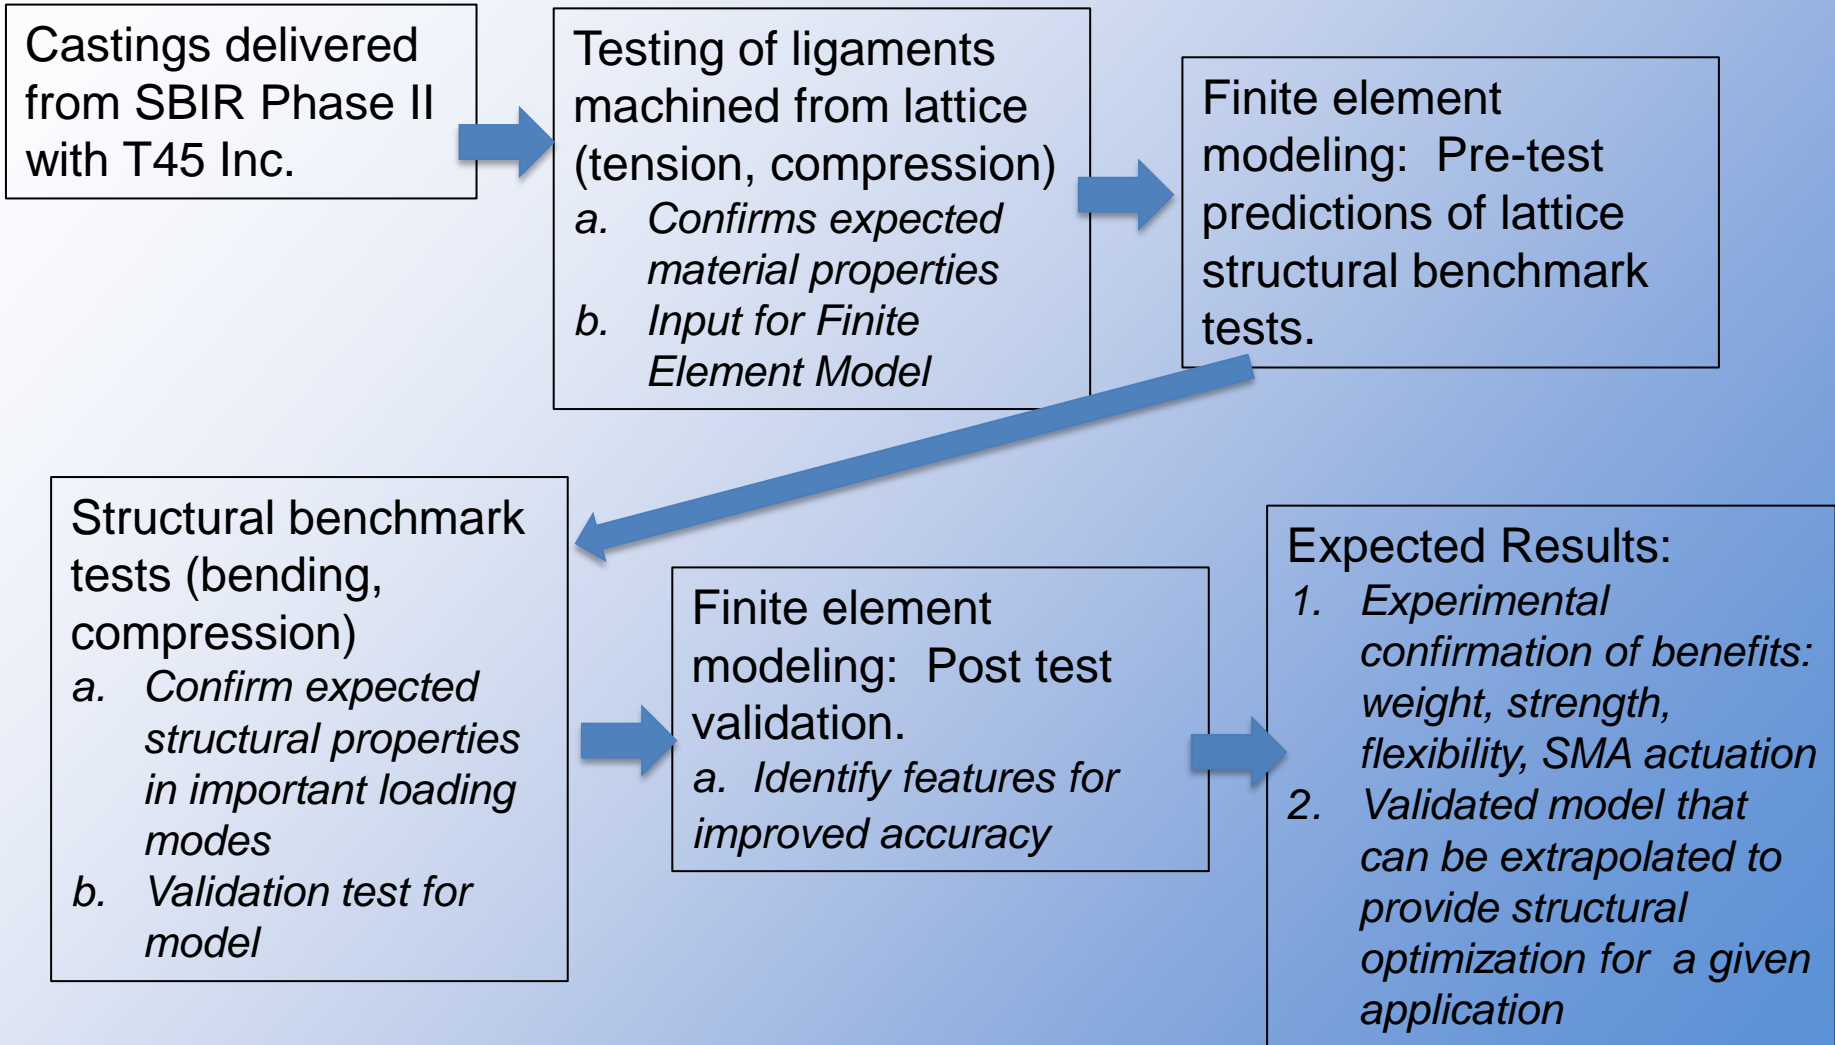 Castings delivered
from SBIR Phase II
with T45 Inc.
Testing of ligaments
machined from lattice
(tension, compression)
a. Confirms expected
material properties
b. Input for Finite
Element Model
Finite element
modeling: Pre-test
predictions of lattice
structural benchmark
tests.
Structural benchmark
tests (bending,
compression)
a. Confirm expected
structural properties
in important loading
modes
b. Validation test for
model
Finite element
modeling: Post test
validation.
a. Identify features for
improved accuracy
Expected Results:
1. Experimental
confirmation of benefits:
weight, strength,
flexibility, SMA actuation
2. Validated model that
can be extrapolated to
provide structural
optimization for a given
application